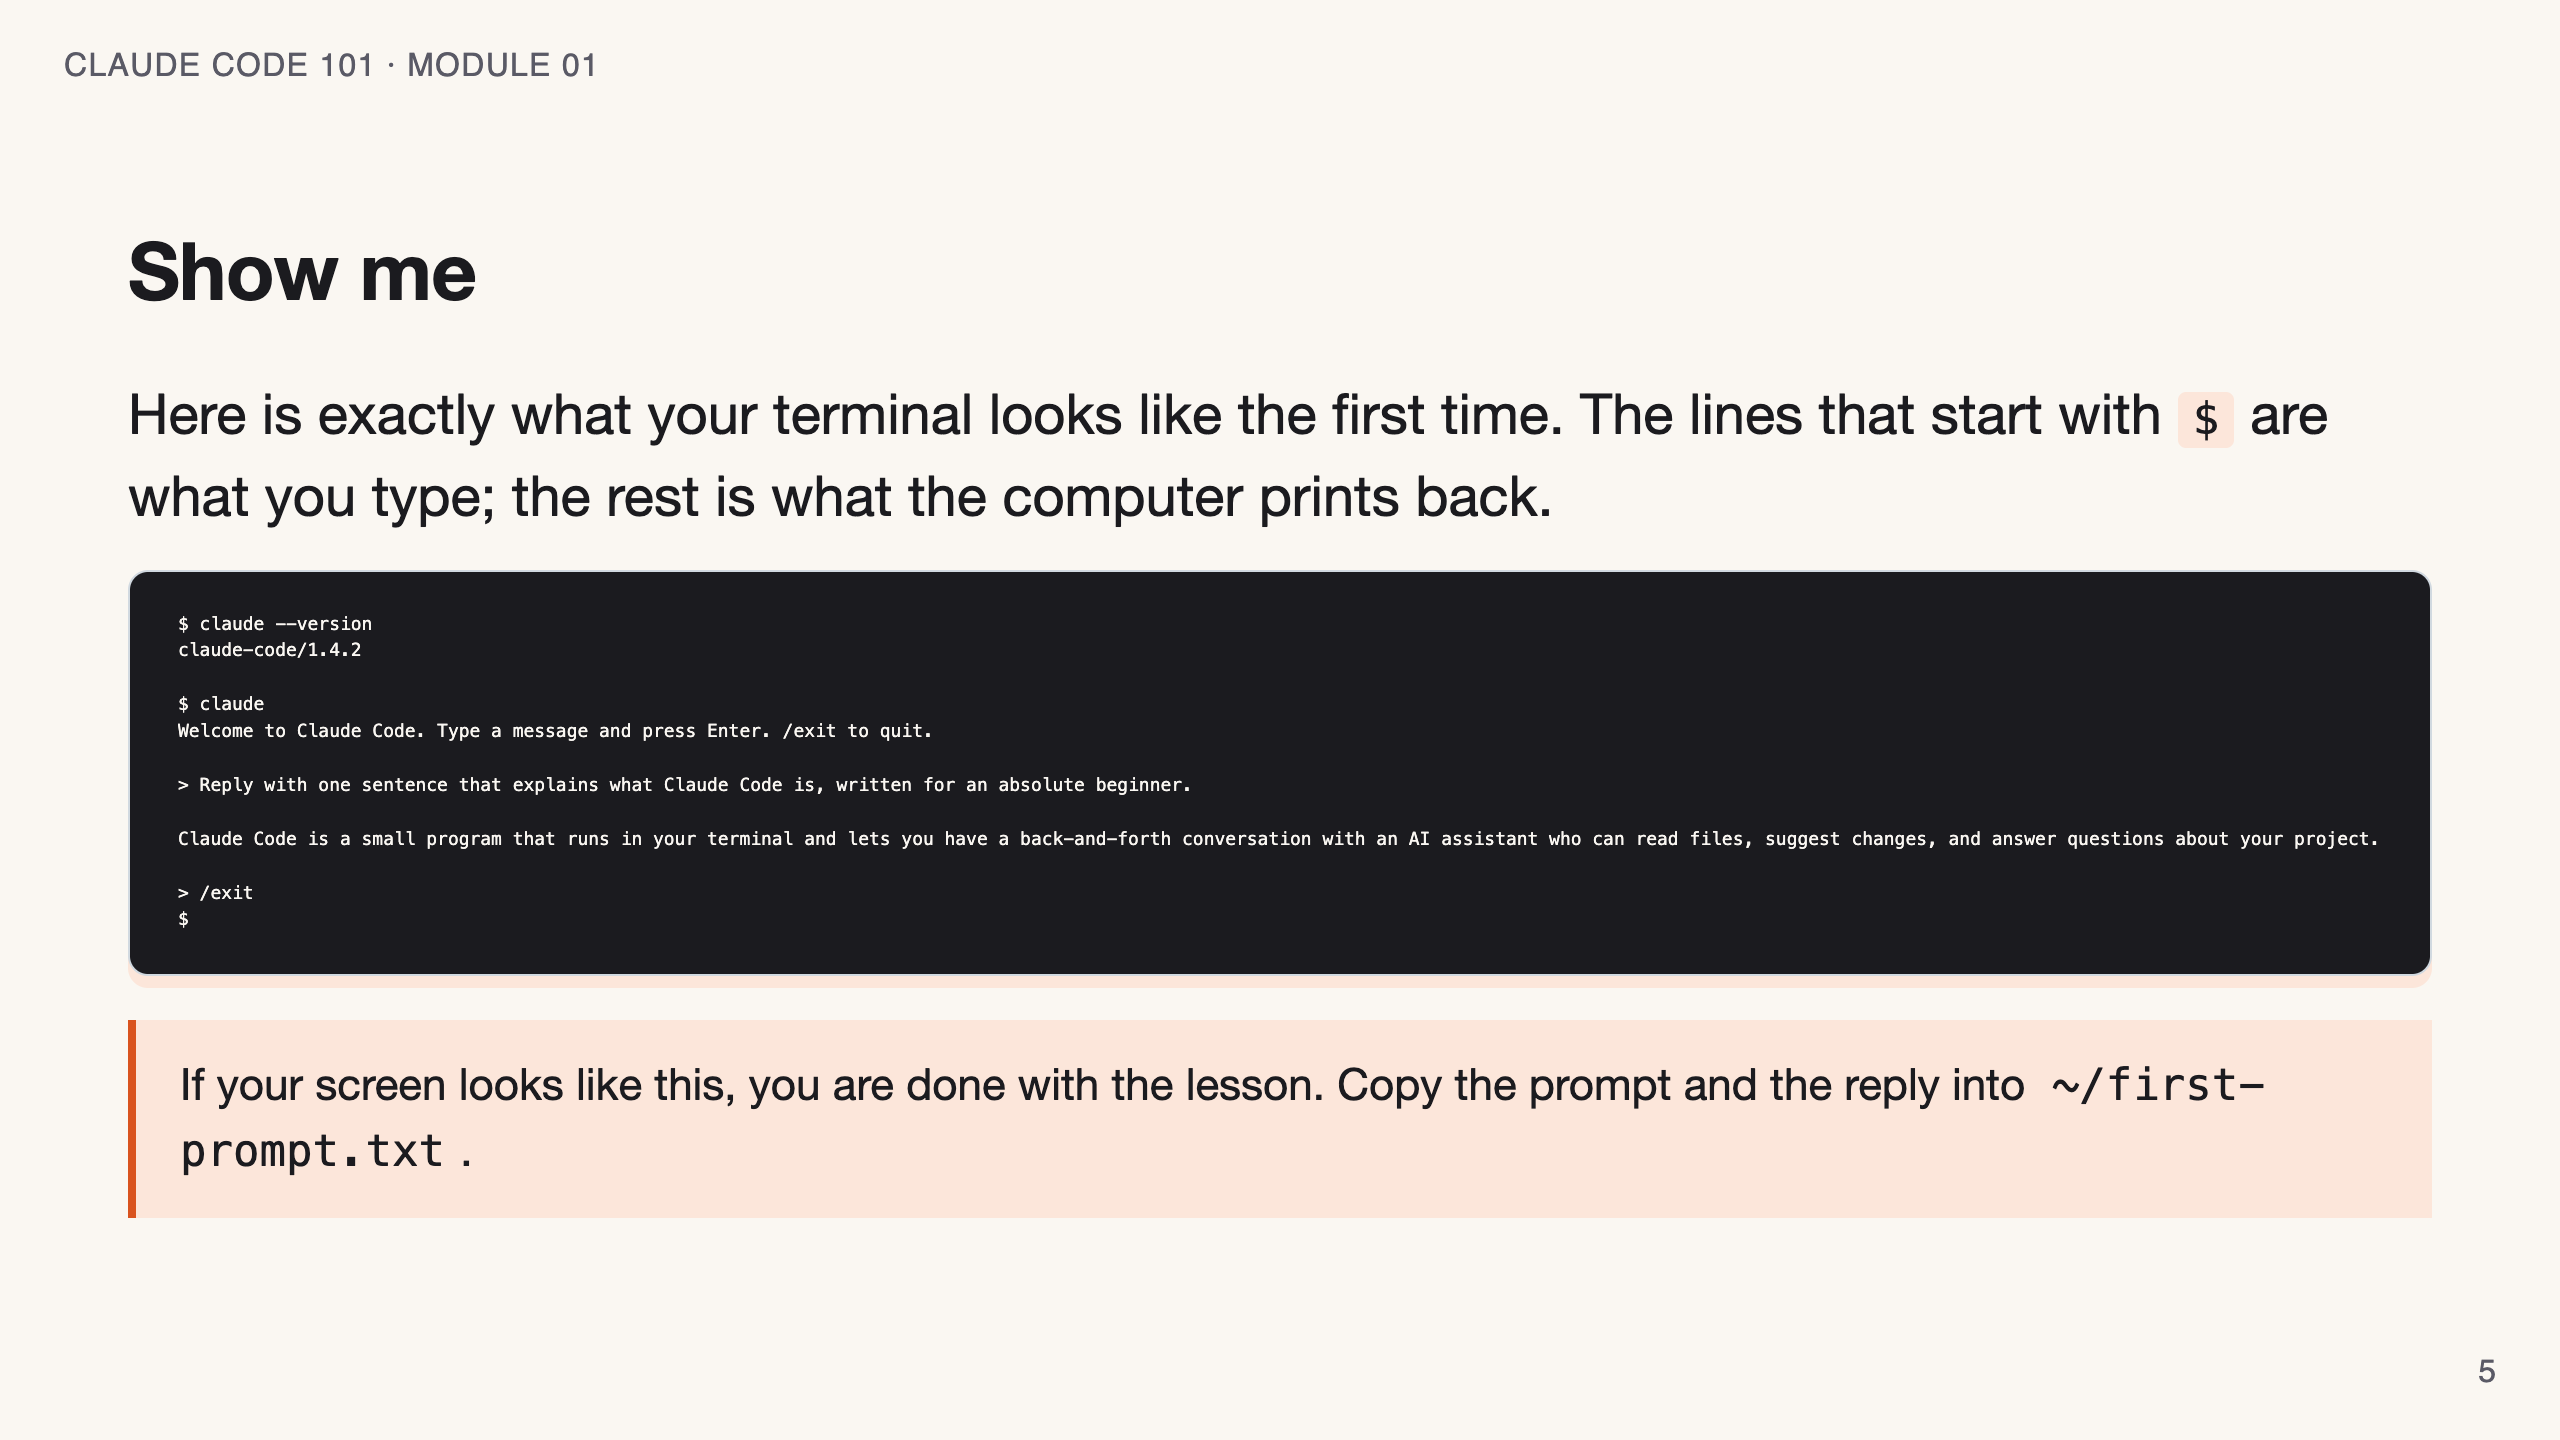 CLAUDE CODE 101 · MODULE 01
Show me
Here is exactly what your terminal looks like the first time. The lines that start with $ are
what you type; the rest is what the computer prints back.
$ claude --version
claude-code/1.4.2
$ claude
Welcome to Claude Code. Type a message and press Enter. /exit to quit.
> Reply with one sentence that explains what Claude Code is, written for an absolute beginner.
Claude Code is a small program that runs in your terminal and lets you have a back-and-forth conversation with an AI assistant who can read files, suggest changes, and answer questions about your project.
> /exit
$
If your screen looks like this, you are done with the lesson. Copy the prompt and the reply into ~/first-
prompt.txt .
5